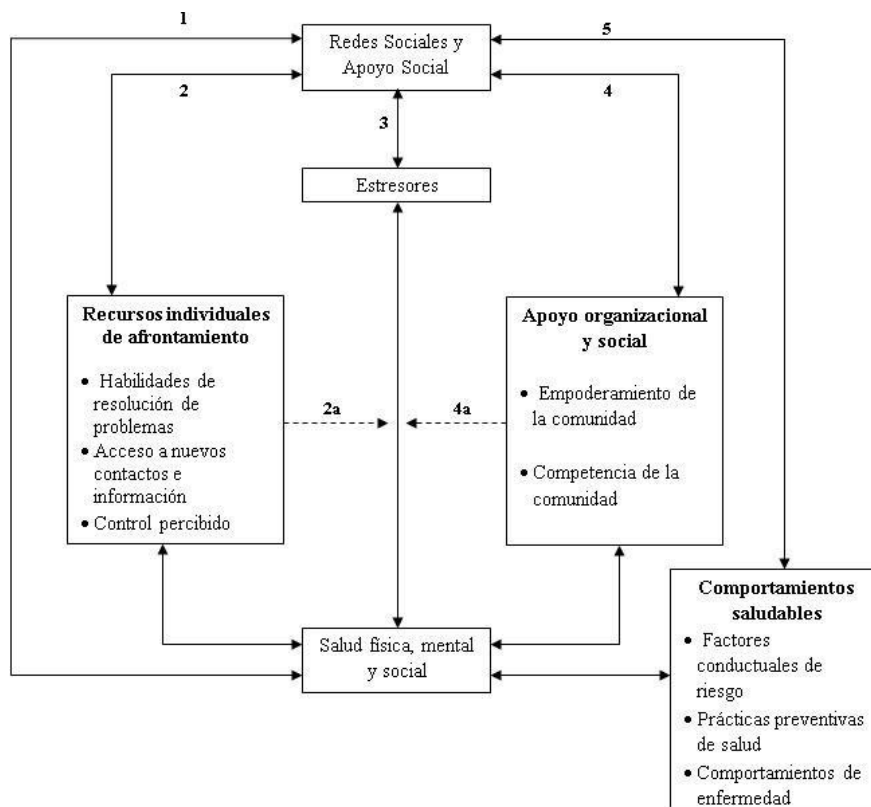 1
Redes Sociales y
Apoyo Social
5
2
4
3
Estresores
Recursos individuales
de afrontamiento
• Habilidades de
resolución de
problemas
• Acceso a nuevos
contactos e
información
• Control percibido
2a
4a
Apoyo organizacional
y social
• Empoderamiento de
la comunidad
• Competencia de la
comunidad
Salud física, mental
y social
Comportamientos
saludables
• Factores
conductuales de
riesgo
• Prácticas preventivas
de salud
• Comportamientos de
enfermedad